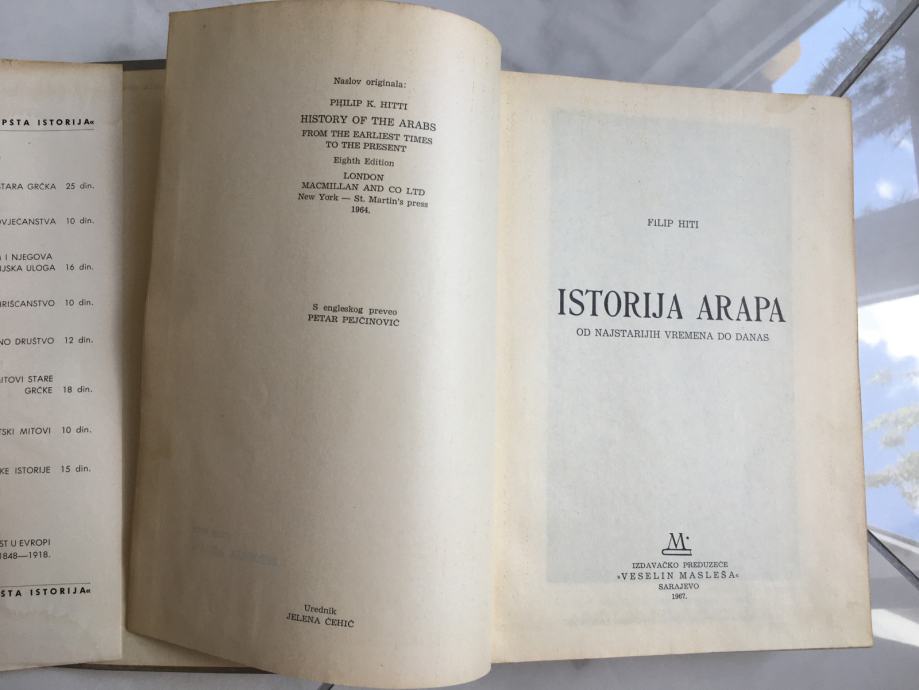 PŠTA ISTORIJA«
STARA GRČKA 25 din.
OVJEČANSTVA 10 din.
I NJEGOVA
IJSKA ULOGA 16 din.
HRIŠĆANSTVO 10 din.
NO DRUŠTVO 12 din.
MITOVI STARE
GRČKE 18 din.
TSKI MITOVI 10 din.
KE ISTORIJE 15 din.
ST U EVROPI
1848—1918.
ŠTA ISTORIJA«
Naslov originala:
PHILIP K. HITTI
HISTORY OF THE ARABS
FROM THE EARLIEST TIMES
TO THE PRESENT
Eighth Edition
LONDON
MACMILLAN AND CO LTD
New York — St. Martin's press
1964.
S engleskog preveo
PETAR PEJČINOVIĆ
Urednik
JELENA ČEHIĆ
FiLIP HITI
ISTORIJA ARAPA
OD NAJSTARIJIH VREMENA DO DANAS
M
IZDAVAČKO PREDUZEĆE
»VESELIN MASLEŠA«
SARAJEVO
1967.